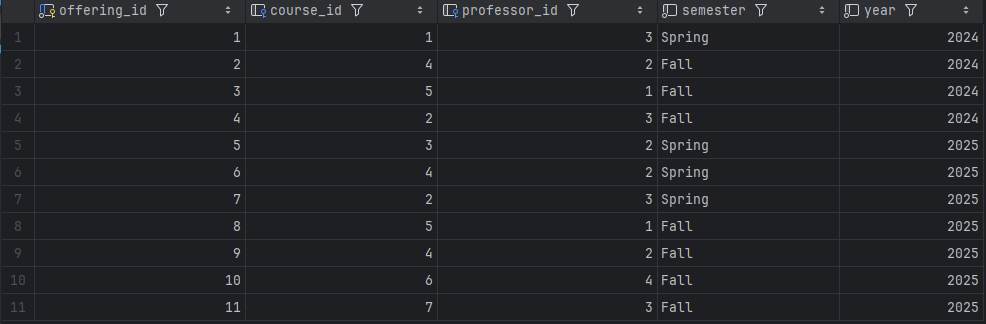 offering_id course_id professor_id semester year
1 1 1 3 Spring 2024
2 2 4 2 Fall 2024
3 3 5 1 Fall 2024
4 4 2 3 Fall 2024
5 5 3 2 Spring 2025
6 6 4 2 Spring 2025
7 7 2 3 Spring 2025
8 8 5 1 Fall 2025
9 9 4 2 Fall 2025
10 10 6 4 Fall 2025
11 11 7 3 Fall 2025